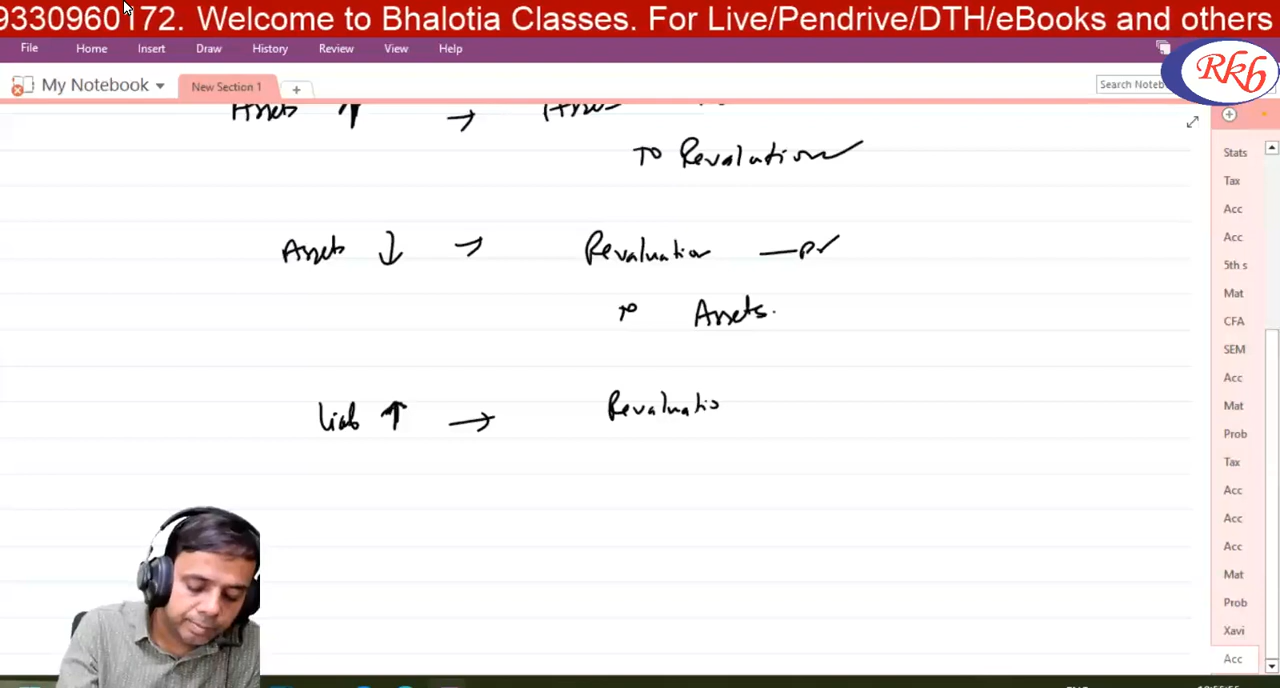 9330960172. Welcome to Bhalotia Classes. For Live/Pendrive/DTH/eBooks and others
File Home Insert Draw History Review View Help
Rkb
My Notebook New Section 1 + Search Noteb
Assets ↑ →
To Revaluation
Assets ↓ → Revaluation — Dr
To Assets.
Liab ↑ → Revaluatio
Stats
Tax
Acc
Acc
5th s
Mat
CFA
SEM
Acc
Mat
Prob
Tax
Acc
Acc
Acc
Mat
Prob
Xavi
Acc